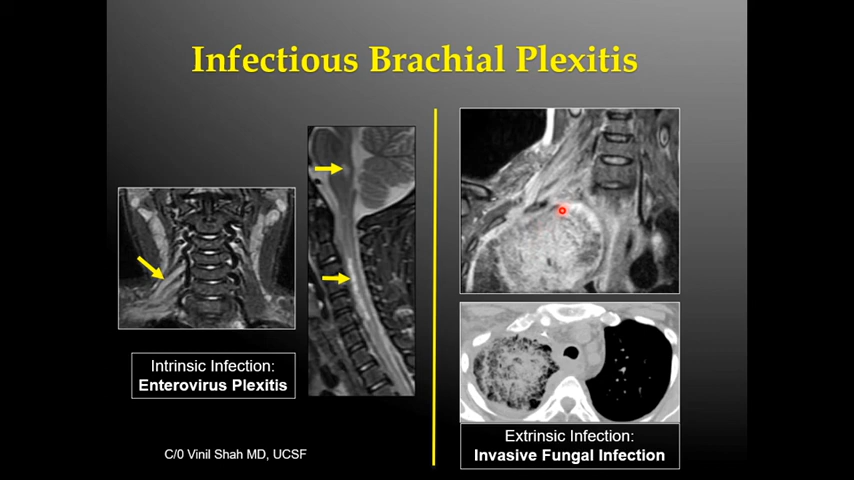 Infectious Brachial Plexitis
Intrinsic Infection:
Enterovirus Plexitis
C/0 Vinil Shah MD, UCSF
Extrinsic Infection:
Invasive Fungal Infection